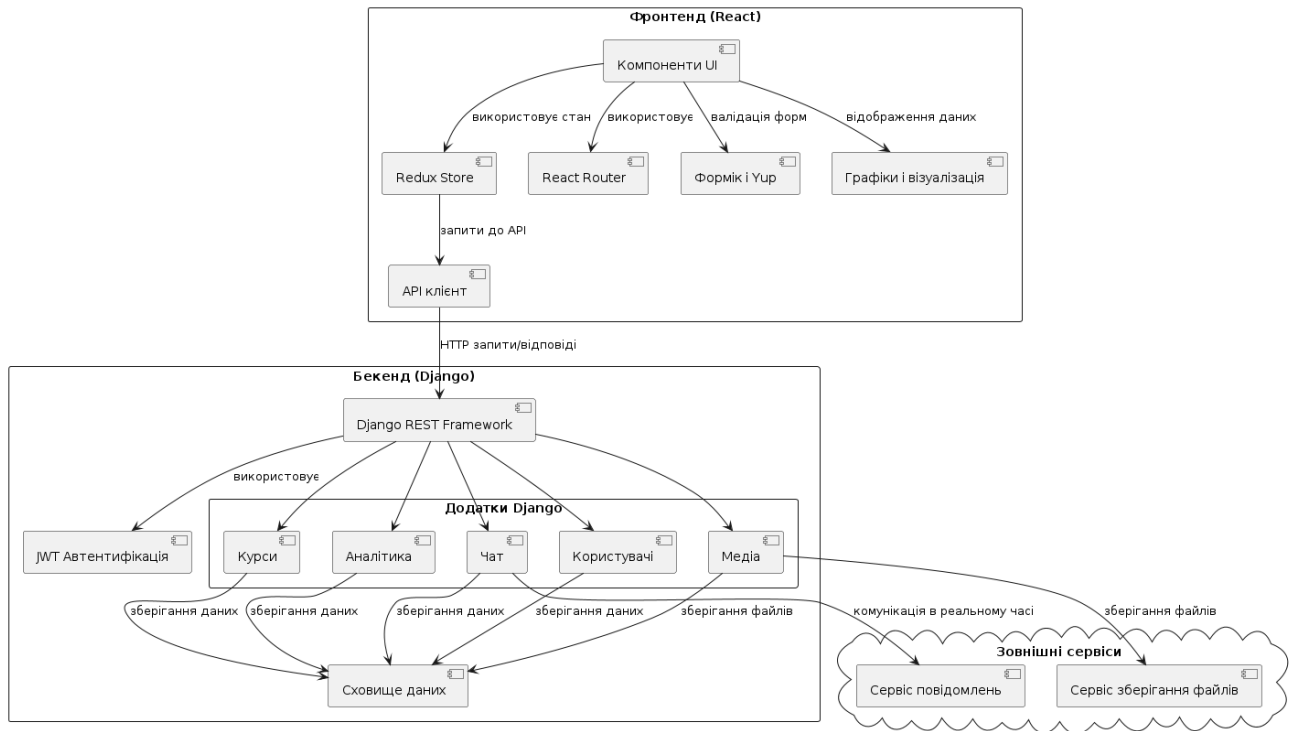 Фронтенд (React)
Компоненти UI
використовує стан
використовує
валідація форм
відображення даних
Redux Store
React Router
Формік і Yup
Графіки і візуалізація
запити до API
API клієнт
HTTP запити/відповіді
Бекенд (Django)
Django REST Framework
використовує
Додатки Django
JWT Автентифікація
Курси
Аналітика
Чат
Користувачі
Медіа
зберігання даних
зберігання даних
зберігання даних
зберігання даних
зберігання файлів
комунікація в реальному часі
зберігання файлів
Зовнішні сервіси
Сховище даних
Сервіс повідомлень
Сервіс зберігання файлів